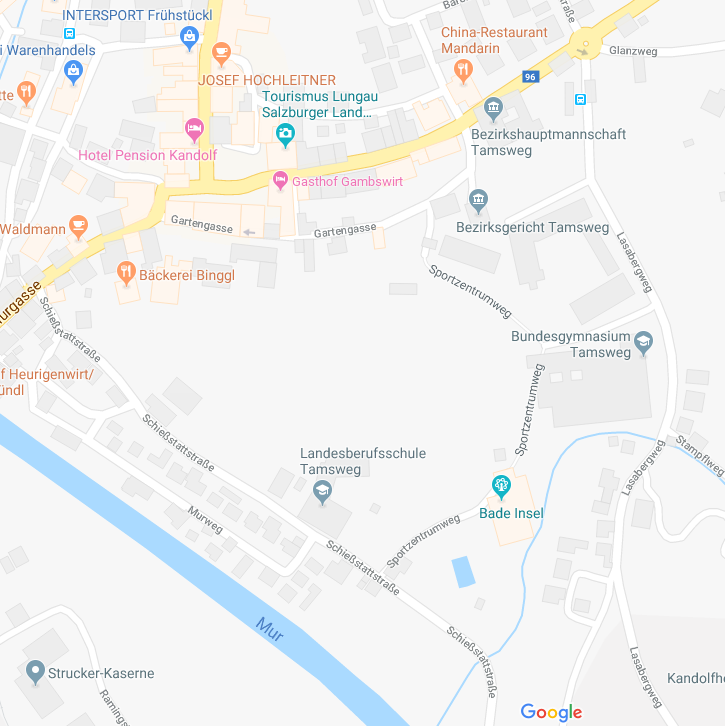 INTERSPORT Frühstückl
i Warenhandels
JOSEF HOCHLEITNER
China-Restaurant
Mandarin
Glanzweg
96
tte
Tourismus Lungau
Salzburger Land...
Bezirkshauptmannschaft
Tamsweg
Hotel Pension Kandolf
Gasthof Gambswirt
Bezirksgericht Tamsweg
Waldmann
Gartengasse
Gartengasse
Lasabergweg
Bäckerei Binggl
Sportzentrumweg
urgasse
Schießstattstraße
Bundesgymnasium
Tamsweg
f Heurigenwirt/
ündl
Sportzentrumweg
Schießstattstraße
Landesberufsschule
Tamsweg
Stampflweg
Lasabergweg
Murweg
Bade Insel
Sportzentrumweg
Schießstattstraße
Mur
Schießstattstraße
Lasabergweg
Strucker-Kaserne
Kandolfhe
Ramings
Google